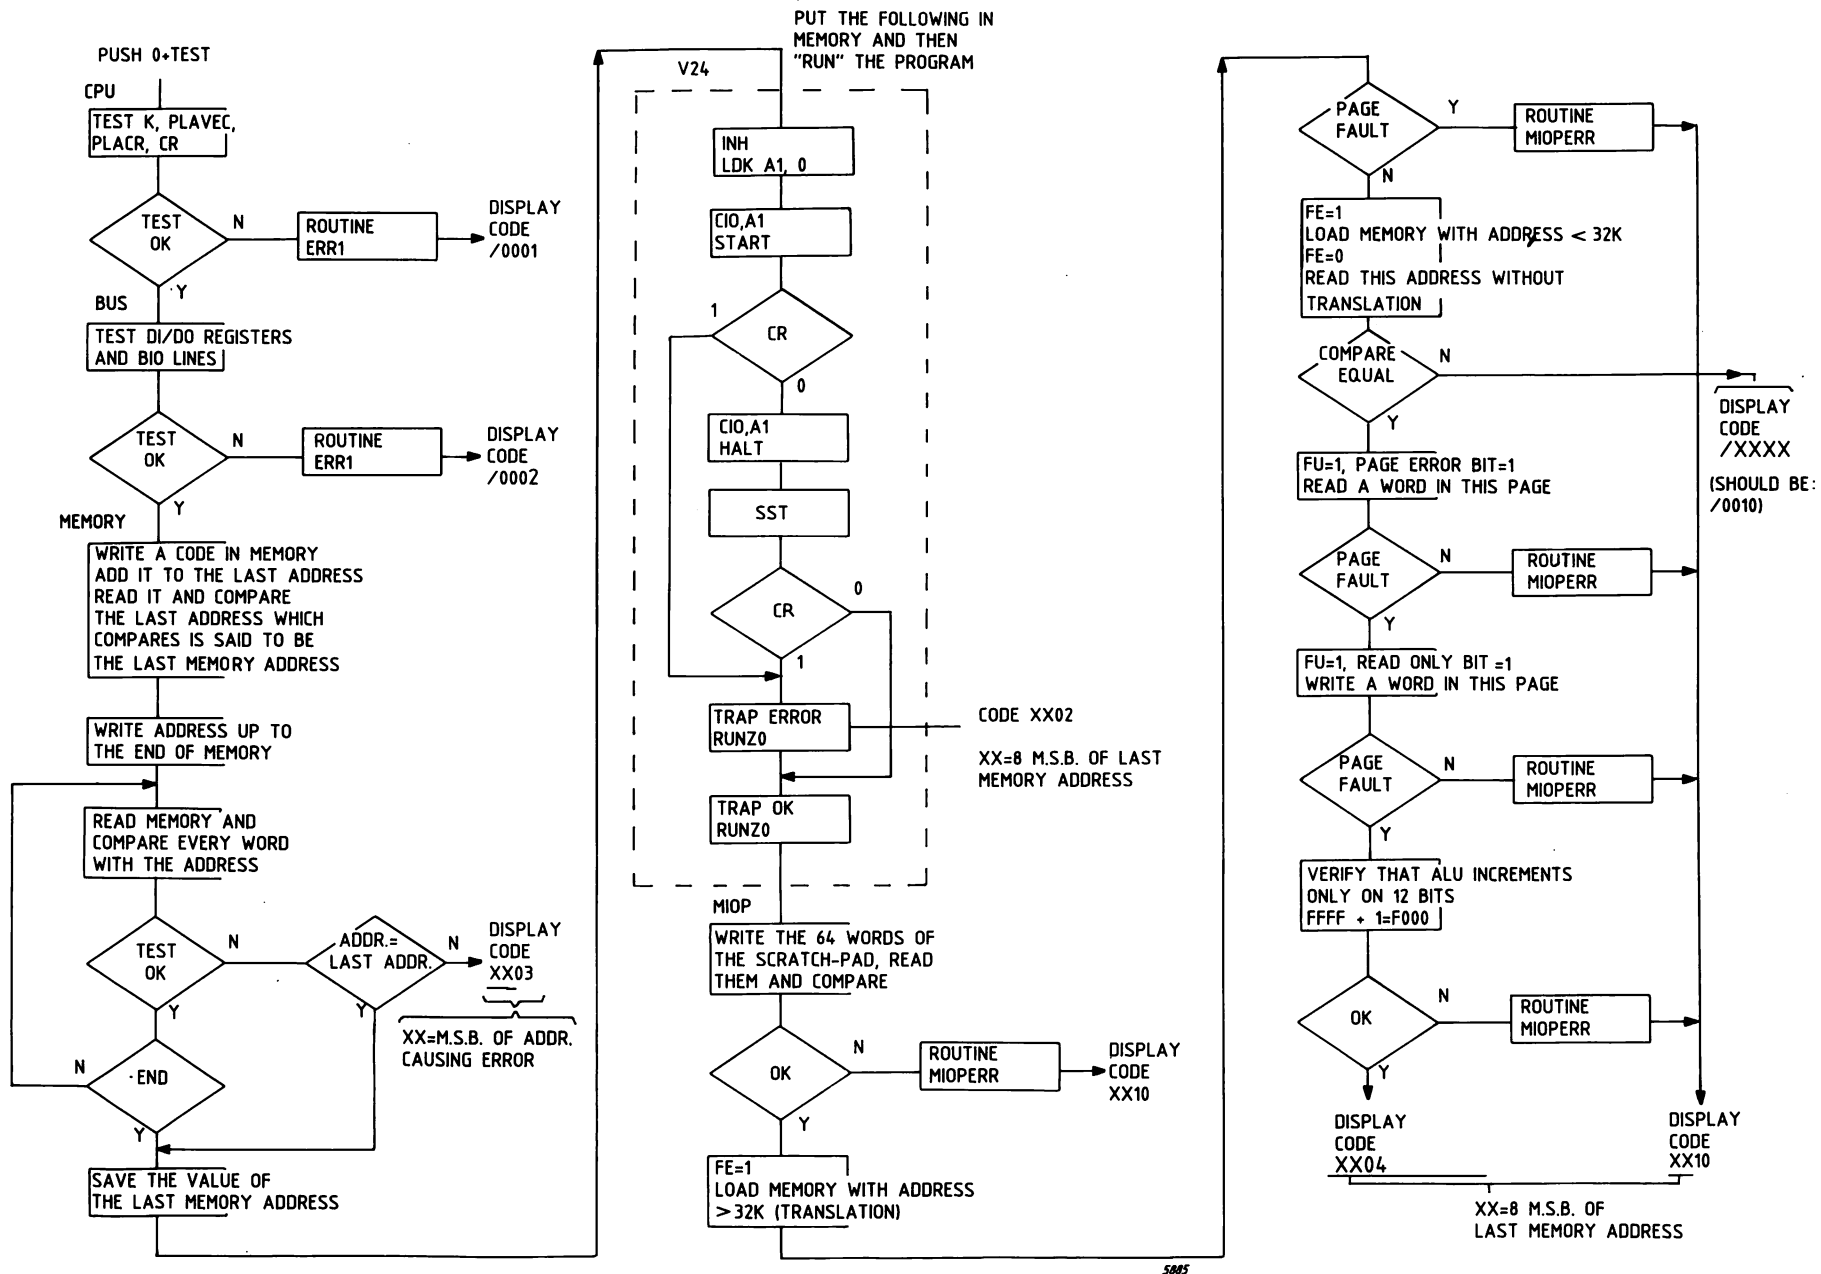 PUSH 0+TEST
CPU
TEST K, PLAVEC,
PLACR, CR
TEST
OK
N
Y
ROUTINE
ERR1
DISPLAY
CODE
/0001
BUS
TEST DI/DO REGISTERS
AND BIO LINES
TEST
OK
N
Y
ROUTINE
ERR1
DISPLAY
CODE
/0002
MEMORY
WRITE A CODE IN MEMORY
ADD IT TO THE LAST ADDRESS
READ IT AND COMPARE
THE LAST ADDRESS WHICH
COMPARES IS SAID TO BE
THE LAST MEMORY ADDRESS
WRITE ADDRESS UP TO
THE END OF MEMORY
READ MEMORY AND
COMPARE EVERY WORD
WITH THE ADDRESS
TEST
OK
N
Y
ADDR.=
LAST ADDR.
N
Y
DISPLAY
CODE
XX03
XX=M.S.B. OF ADDR.
CAUSING ERROR
END
N
Y
SAVE THE VALUE OF
THE LAST MEMORY ADDRESS
PUT THE FOLLOWING IN
MEMORY AND THEN
"RUN" THE PROGRAM
V24
INH
LDK A1, 0
CIO,A1
START
CR
1
0
CIO,A1
HALT
SST
CR
0
1
TRAP ERROR
RUNZ0
CODE XX02
XX=8 M.S.B. OF LAST
MEMORY ADDRESS
TRAP OK
RUNZ0
MIOP
WRITE THE 64 WORDS OF
THE SCRATCH-PAD, READ
THEM AND COMPARE
OK
N
Y
ROUTINE
MIOPERR
DISPLAY
CODE
XX10
FE=1
LOAD MEMORY WITH ADDRESS
>32K (TRANSLATION)
PAGE
FAULT
Y
N
ROUTINE
MIOPERR
FE=1
LOAD MEMORY WITH ADDRESS < 32K
FE=0
READ THIS ADDRESS WITHOUT
TRANSLATION
COMPARE
EQUAL
N
Y
DISPLAY
CODE
/XXXX
(SHOULD BE:
/0010)
FU=1, PAGE ERROR BIT=1
READ A WORD IN THIS PAGE
PAGE
FAULT
N
Y
ROUTINE
MIOPERR
FU=1, READ ONLY BIT =1
WRITE A WORD IN THIS PAGE
PAGE
FAULT
N
Y
ROUTINE
MIOPERR
VERIFY THAT ALU INCREMENTS
ONLY ON 12 BITS
FFFF + 1=F000
OK
N
Y
ROUTINE
MIOPERR
DISPLAY
CODE
XX04
DISPLAY
CODE
XX10
XX=8 M.S.B. OF
LAST MEMORY ADDRESS
5885